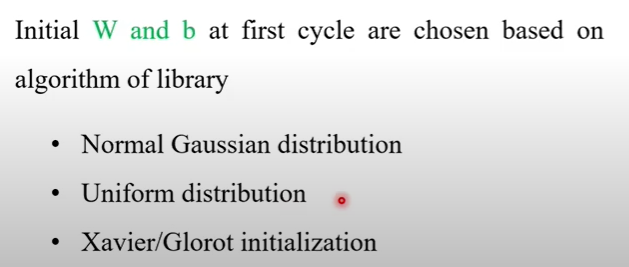 Initial W and b at first cycle are chosen based on
algorithm of library
• Normal Gaussian distribution
• Uniform distribution
• Xavier/Glorot initialization